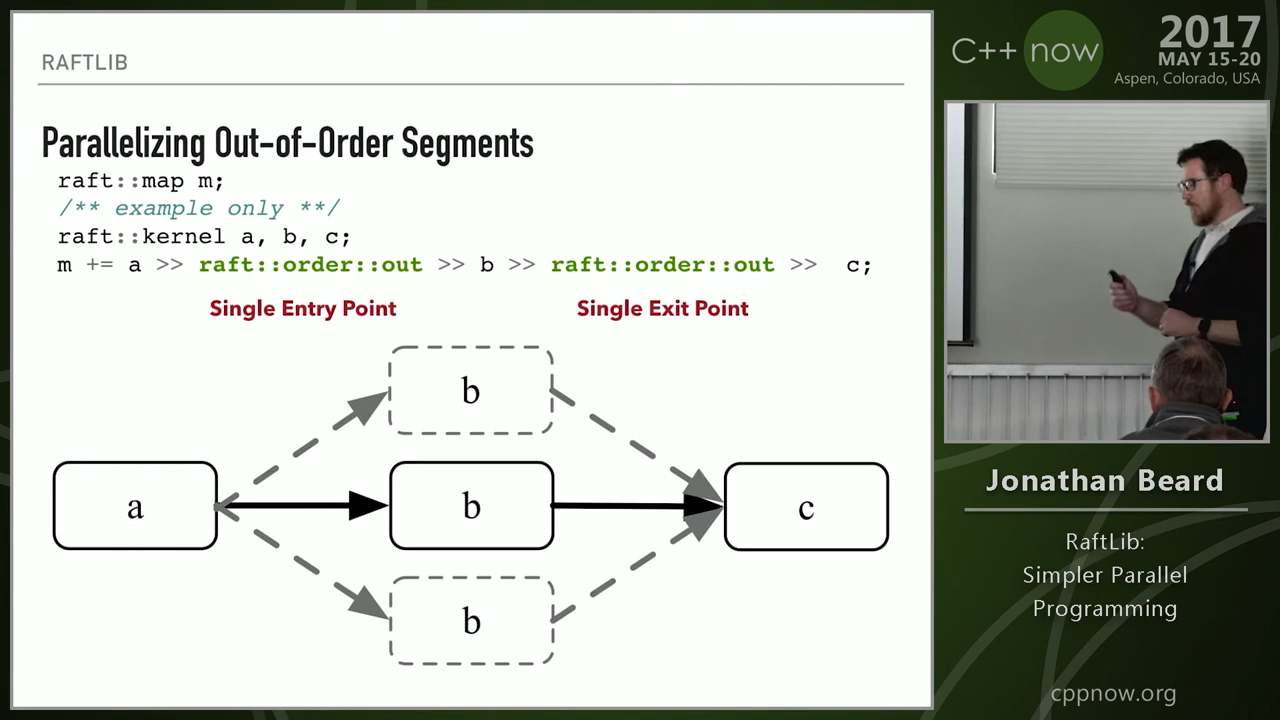 RAFTLIB
Parallelizing Out-of-Order Segments
raft::map m;
/** example only **/
raft::kernel a, b, c;
m += a >> raft::order::out >> b >> raft::order::out >> c;
Single Entry Point
Single Exit Point
b
a
b
c
b
C++ now
2017
MAY 15-20
Aspen, Colorado, USA
Jonathan Beard
RaftLib:
Simpler Parallel
Programming
cppnow.org